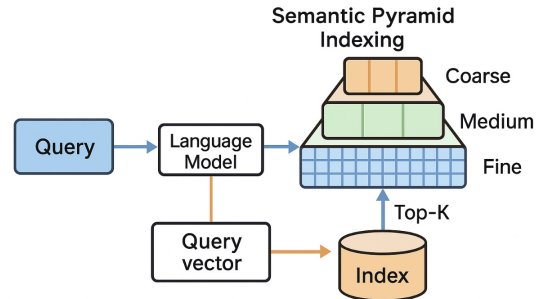 Semantic Pyramid
Indexing
Coarse
Medium
Fine
Query
Language
Model
Top-K
Query
vector
Index